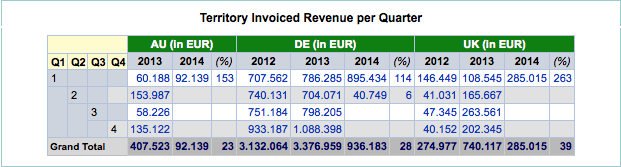 Territory Invoiced Revenue per Quarter
AU (in EUR) DE (in EUR) UK (in EUR)
Q1 Q2 Q3 Q4 2013 2014 (%) 2012 2013 2014 (%) 2012 2013 2014 (%)
1 60.188 92.139 153 707.562 786.285 895.434 114 146.449 108.545 285.015 263
2 153.987 740.131 704.071 40.749 6 41.031 165.667
3 58.226 751.184 798.205 47.345 263.561
4 135.122 933.187 1.088.398 40.152 202.345
Grand Total 407.523 92.139 23 3.132.064 3.376.959 936.183 28 274.977 740.117 285.015 39